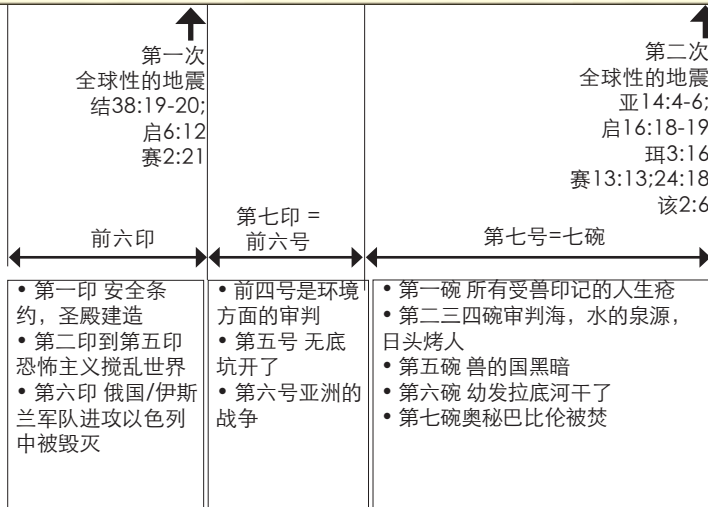 第一次
全球性的地震
结38:19-20;
启6:12
赛2:21
第二次
全球性的地震
亚14:4-6;
启16:18-19
珥3:16
赛13:13;24:18
该2:6
前六印
第七印 =
前六号
第七号=七碗
• 第一印 安全条
约，圣殿建造
• 第二印到第五印
恐怖主义搅乱世界
• 第六印 俄国/伊斯
兰军队进攻以色列
中被毁灭
• 前四号是环境
方面的审判
• 第五号 无底
坑开了
• 第六号亚洲的
战争
• 第一碗 所有受兽印记的人生疮
• 第二三四碗审判海，水的泉源，
日头烤人
• 第五碗 兽的国黑暗
• 第六碗 幼发拉底河干了
• 第七碗奥秘巴比伦被焚